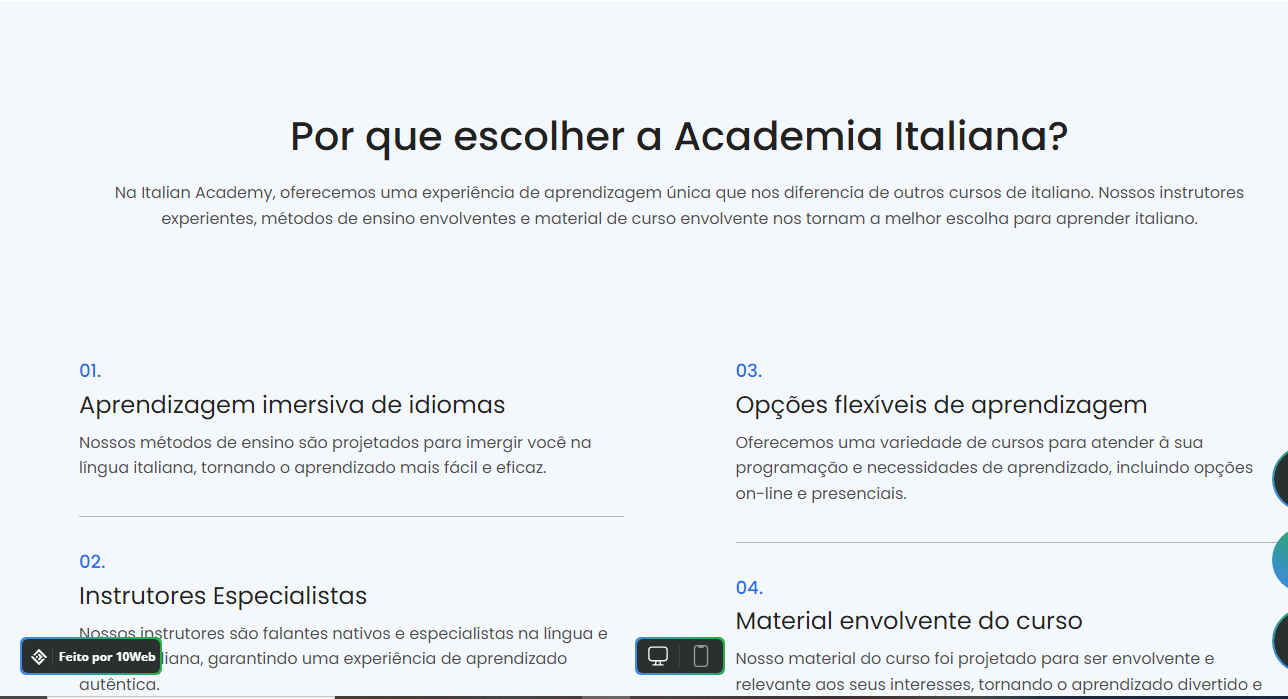 Por que escolher a Academia Italiana?
Na Italian Academy, oferecemos uma experiência de aprendizagem única que nos diferencia de outros cursos de italiano. Nossos instrutores
experientes, métodos de ensino envolventes e material de curso envolvente nos tornam a melhor escolha para aprender italiano.
01.
Aprendizagem imersiva de idiomas
Nossos métodos de ensino são projetados para imergir você na
língua italiana, tornando o aprendizado mais fácil e eficaz.
02.
Instrutores Especialistas
Nossos instrutores são falantes nativos e especialistas na língua e
garantindo uma experiência de aprendizado
autêntica.
03.
Opções flexíveis de aprendizagem
Oferecemos uma variedade de cursos para atender à sua
programação e necessidades de aprendizado, incluindo opções
on-line e presenciais.
04.
Material envolvente do curso
Nosso material do curso foi projetado para ser envolvente e
relevante aos seus interesses, tornando o aprendizado divertido e
Feito por 10Web